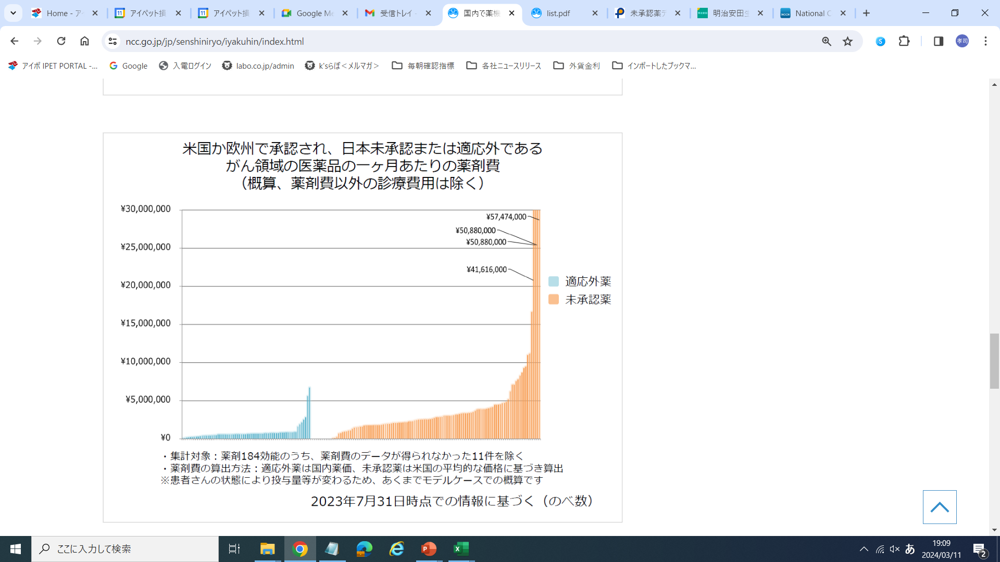 Home - アイ
アイペット損
アイペット損
Google Me
受信トレイ -
国内で薬機
list.pdf
未承認薬デ
明治安田生
National C
ncc.go.jp/jp/senshiniryo/iyakuhin/index.html
孝司
アイポ IPET PORTAL -...
Google
入電ログイン
labo.co.jp/admin
k'sらぼ＜メルマガ＞
毎朝確認指標
各社ニュースリリース
外貨金利
インポートしたブックマ...
米国か欧州で承認され、日本未承認または適応外である
がん領域の医薬品の一ヶ月あたりの薬剤費
（概算、薬剤費以外の診療費用は除く）
¥30,000,000
¥25,000,000
¥20,000,000
¥15,000,000
¥10,000,000
¥5,000,000
¥0
¥57,474,000
¥50,880,000
¥50,880,000
¥41,616,000
適応外薬
未承認薬
・集計対象：薬剤184効能のうち、薬剤費のデータが得られなかった11件を除く
・薬剤費の算出方法：適応外薬は国内薬価、未承認薬は米国の平均的な価格に基づき算出
※患者さんの状態により投与量等が変わるため、あくまでモデルケースでの概算です
2023年7月31日時点での情報に基づく（のべ数）
ここに入力して検索
あ
19:09
2024/03/11
2